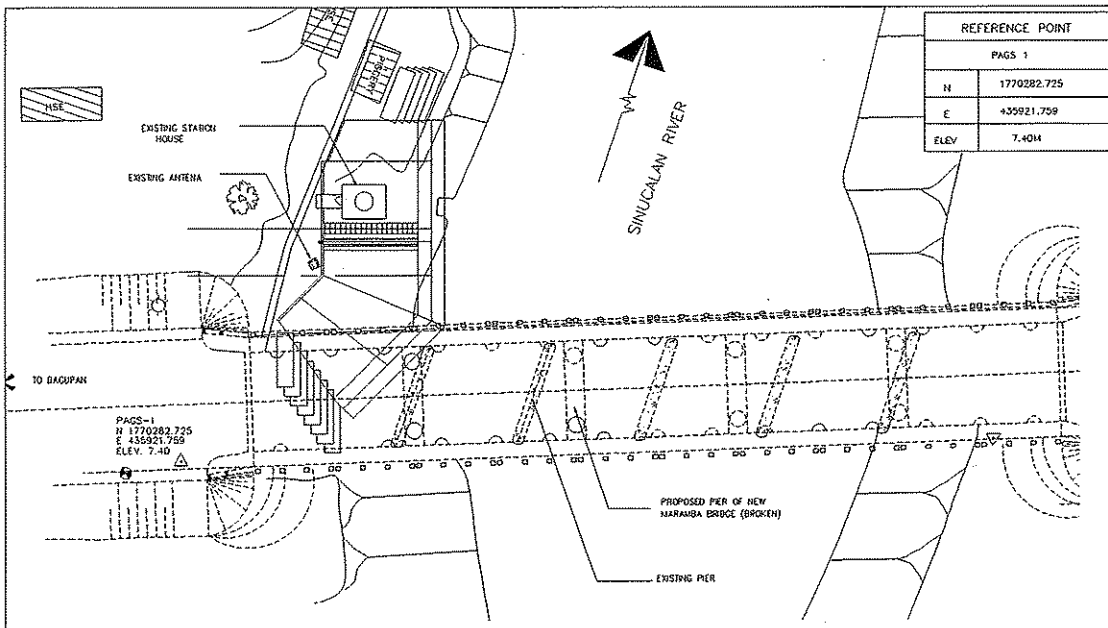 REFERENCE POINT
PAGS 1
N 1770282.725
E 435921.759
ELEV 7.40M
HSE
HSE
PIGGERY
EXISTING STATION
HOUSE
EXISTING ANTENA
SINUCALAN RIVER
TO DAGUPAN
PAGS-1
N 1770282.725
E 435921.759
ELEV. 7.40
PROPOSED PIER OF NEW
MARAMBA BRIDGE (BROKEN)
EXISTING PIER